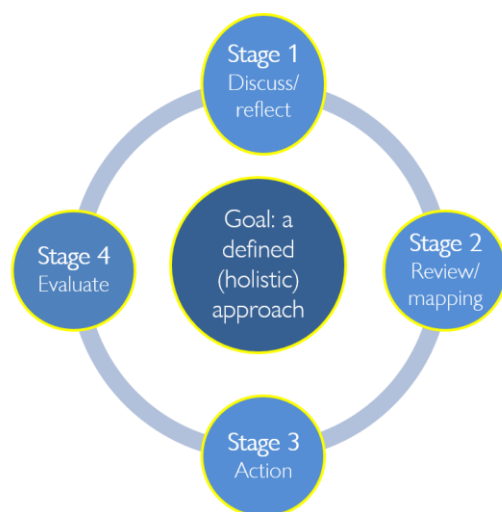 Stage 1
Discuss/
reflect
Goal: a
defined
(holistic)
approach
Stage 2
Review/
mapping
Stage 3
Action
Stage 4
Evaluate